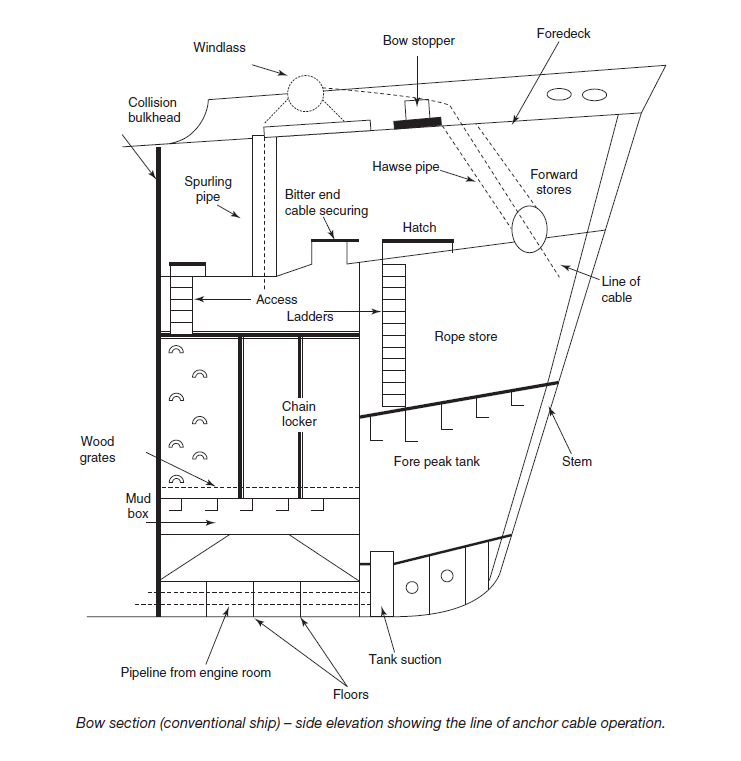 Foredeck
Bow stopper
Windlass
Collision
bulkhead
Hawse pipe
Forward
stores
Spurling
pipe
Bitter end
cable securing
Hatch
Line of
cable
Access
Ladders
Rope store
Chain
locker
Wood
grates
Fore peak tank
Stem
Mud
box
Tank suction
Pipeline from engine room
Floors
Bow section (conventional ship) – side elevation showing the line of anchor cable operation.